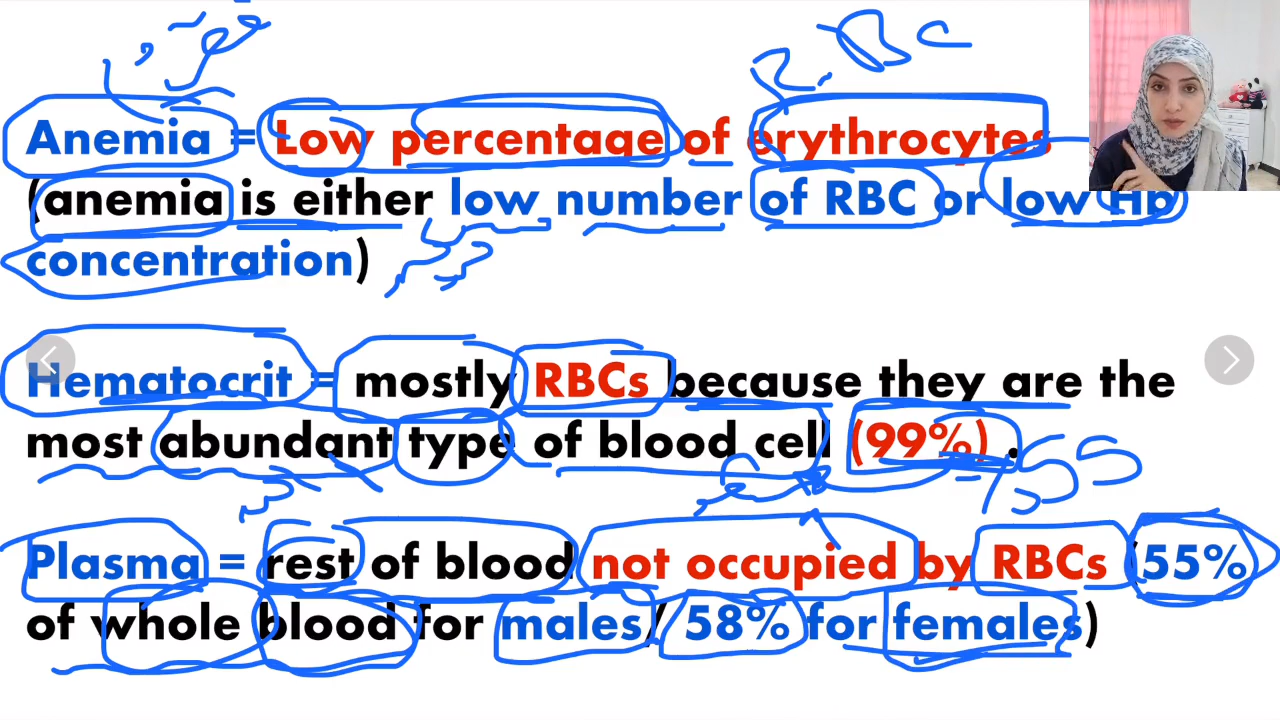 R. BC
Anemia = Low percentage of erythrocytes
(anemia is either low number of RBC or low Hb
concentration)
Hematocrit = mostly RBCs because they are the
most abundant type of blood cell (99%) .
Plasma = rest of blood not occupied by RBCs (55%
of whole blood for males/ 58% for females)